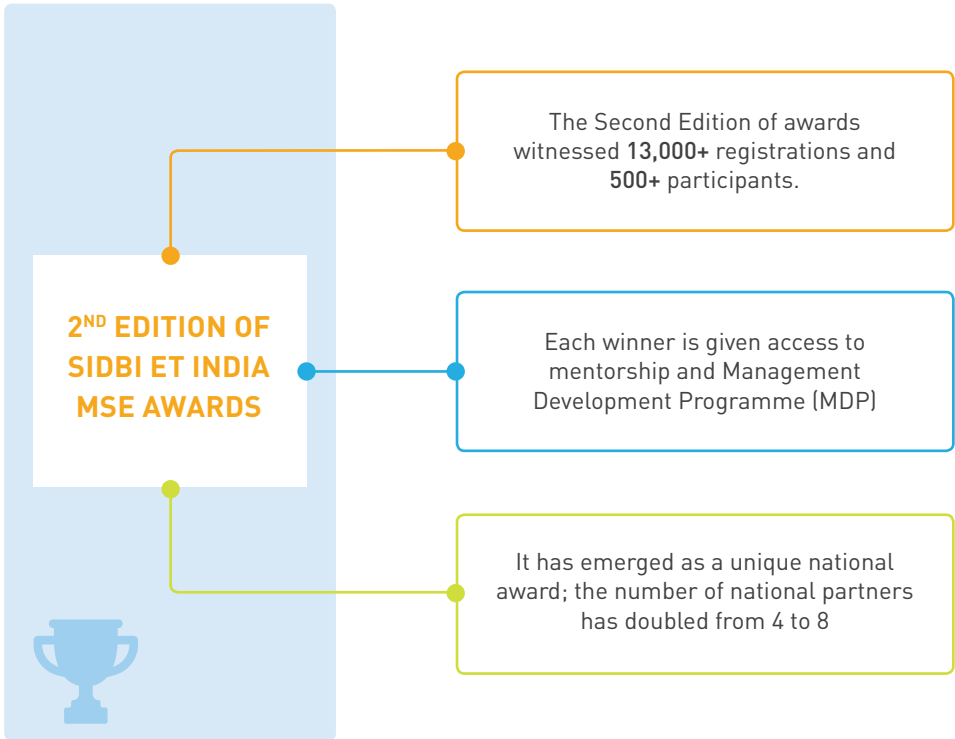 2ND EDITION OF
SIDBI ET INDIA
MSE AWARDS
The Second Edition of awards
witnessed 13,000+ registrations and
500+ participants.
Each winner is given access to
mentorship and Management
Development Programme (MDP)
It has emerged as a unique national
award; the number of national partners
has doubled from 4 to 8